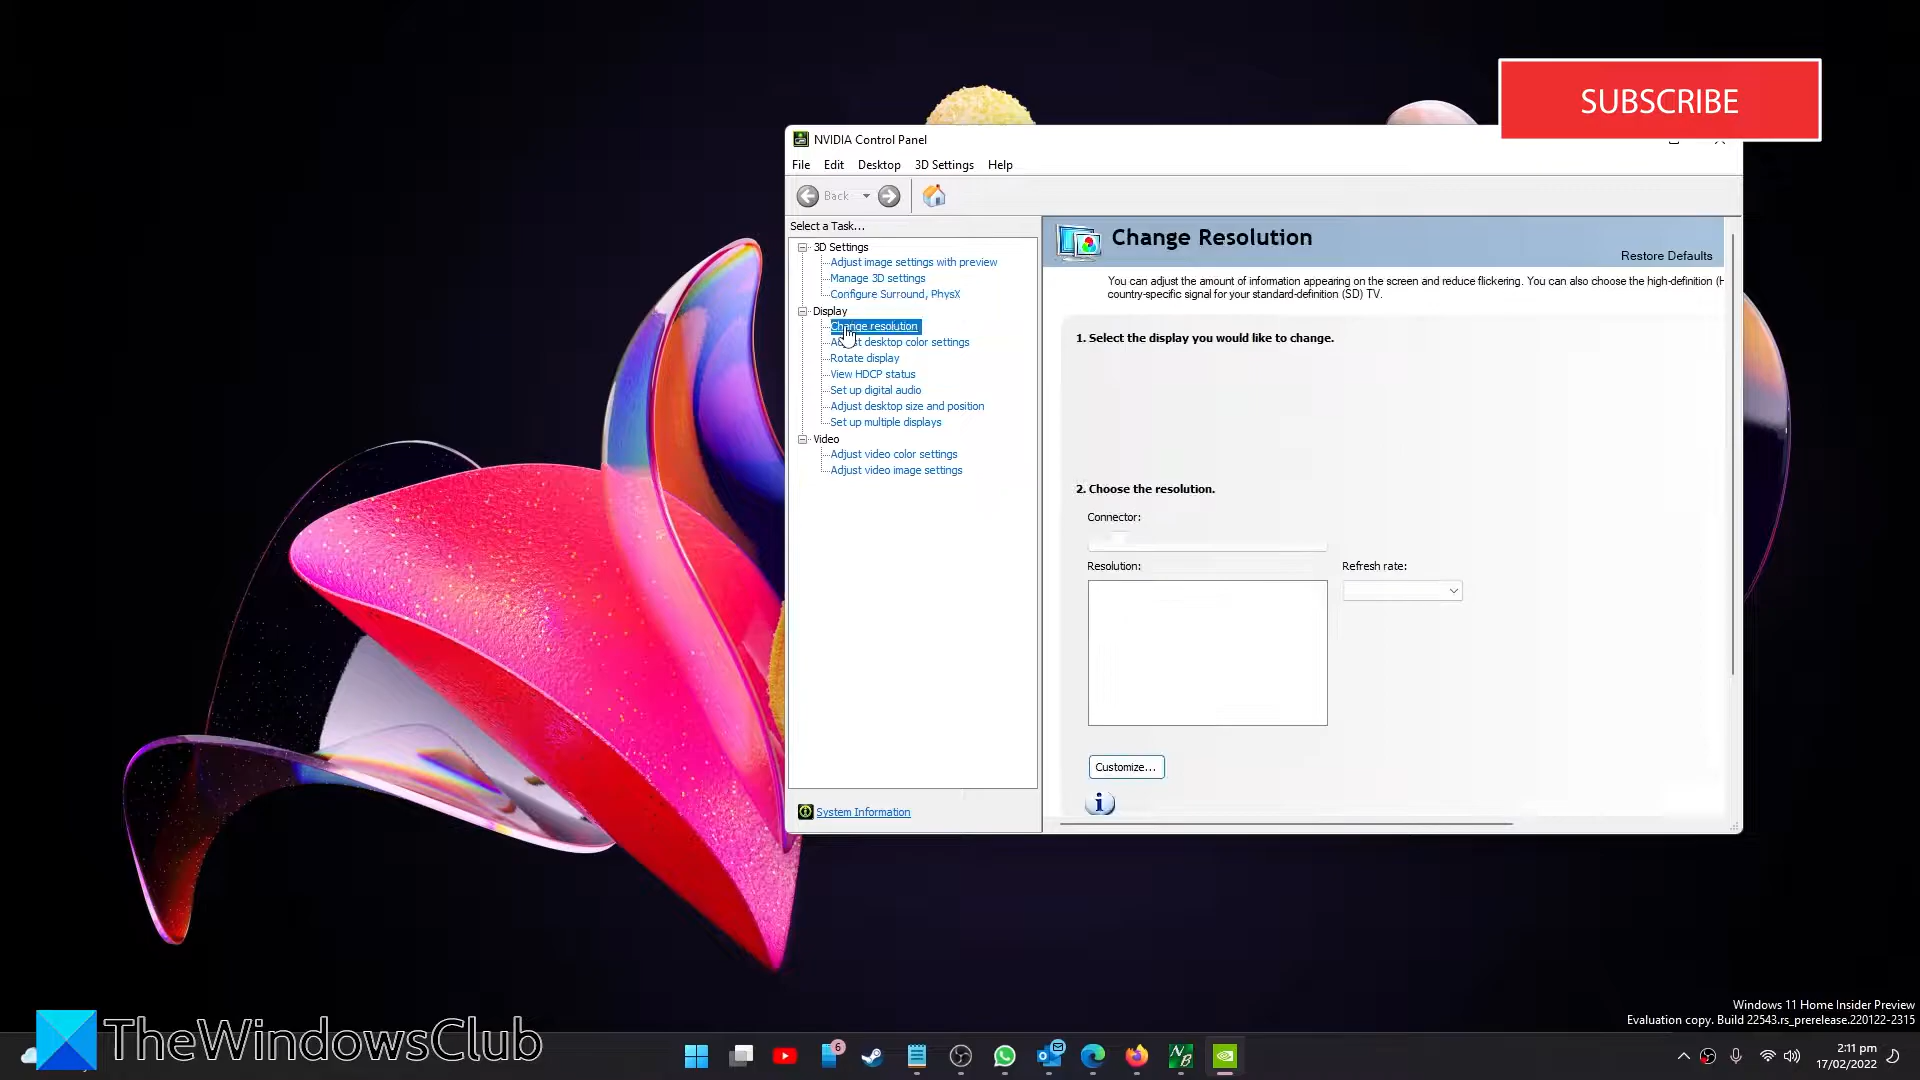 SUBSCRIBE
NVIDIA Control Panel
File Edit Desktop 3D Settings Help
Back
Select a Task...
3D Settings
Adjust image settings with preview
Manage 3D settings
Configure Surround, PhysX
Display
Change resolution
Adjust desktop color settings
Rotate display
View HDCP status
Set up digital audio
Adjust desktop size and position
Set up multiple displays
Video
Adjust video color settings
Adjust video image settings
System Information
Change Resolution
Restore Defaults
You can adjust the amount of information appearing on the screen and reduce flickering. You can also choose the high-definition (H
country-specific signal for your standard-definition (SD) TV.
1. Select the display you would like to change.
2. Choose the resolution.
Connector:
Resolution:
Refresh rate:
Customize...
Windows 11 Home Insider Preview
Evaluation copy. Build 22543.rs_prerelease.220122-2315
TheWindowsClub
6
NB
2:11 pm
17/02/2022